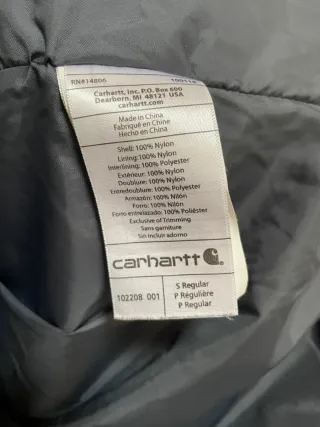 RN#14806
Carhartt, Inc. P.O. Box 600
Dearborn, MI 48121 USA
carhartt.com
Made in China
Fabriqué en Chine
Hecho en China
Shell: 100% Nylon
Lining: 100% Nylon
Interlining: 100% Polyester
Extérieur: 100% Nylon
Doublure: 100% Nylon
Entredoublure: 100% Polyester
Armazón: 100% Nilón
Forro: 100% Nilón
Forro entrelazado: 100% Poliéster
Exclusive of Trimming
Sans garniture
Sin incluir adorno
carhartt
102208 001
S Regular
P Régulière
P Regular